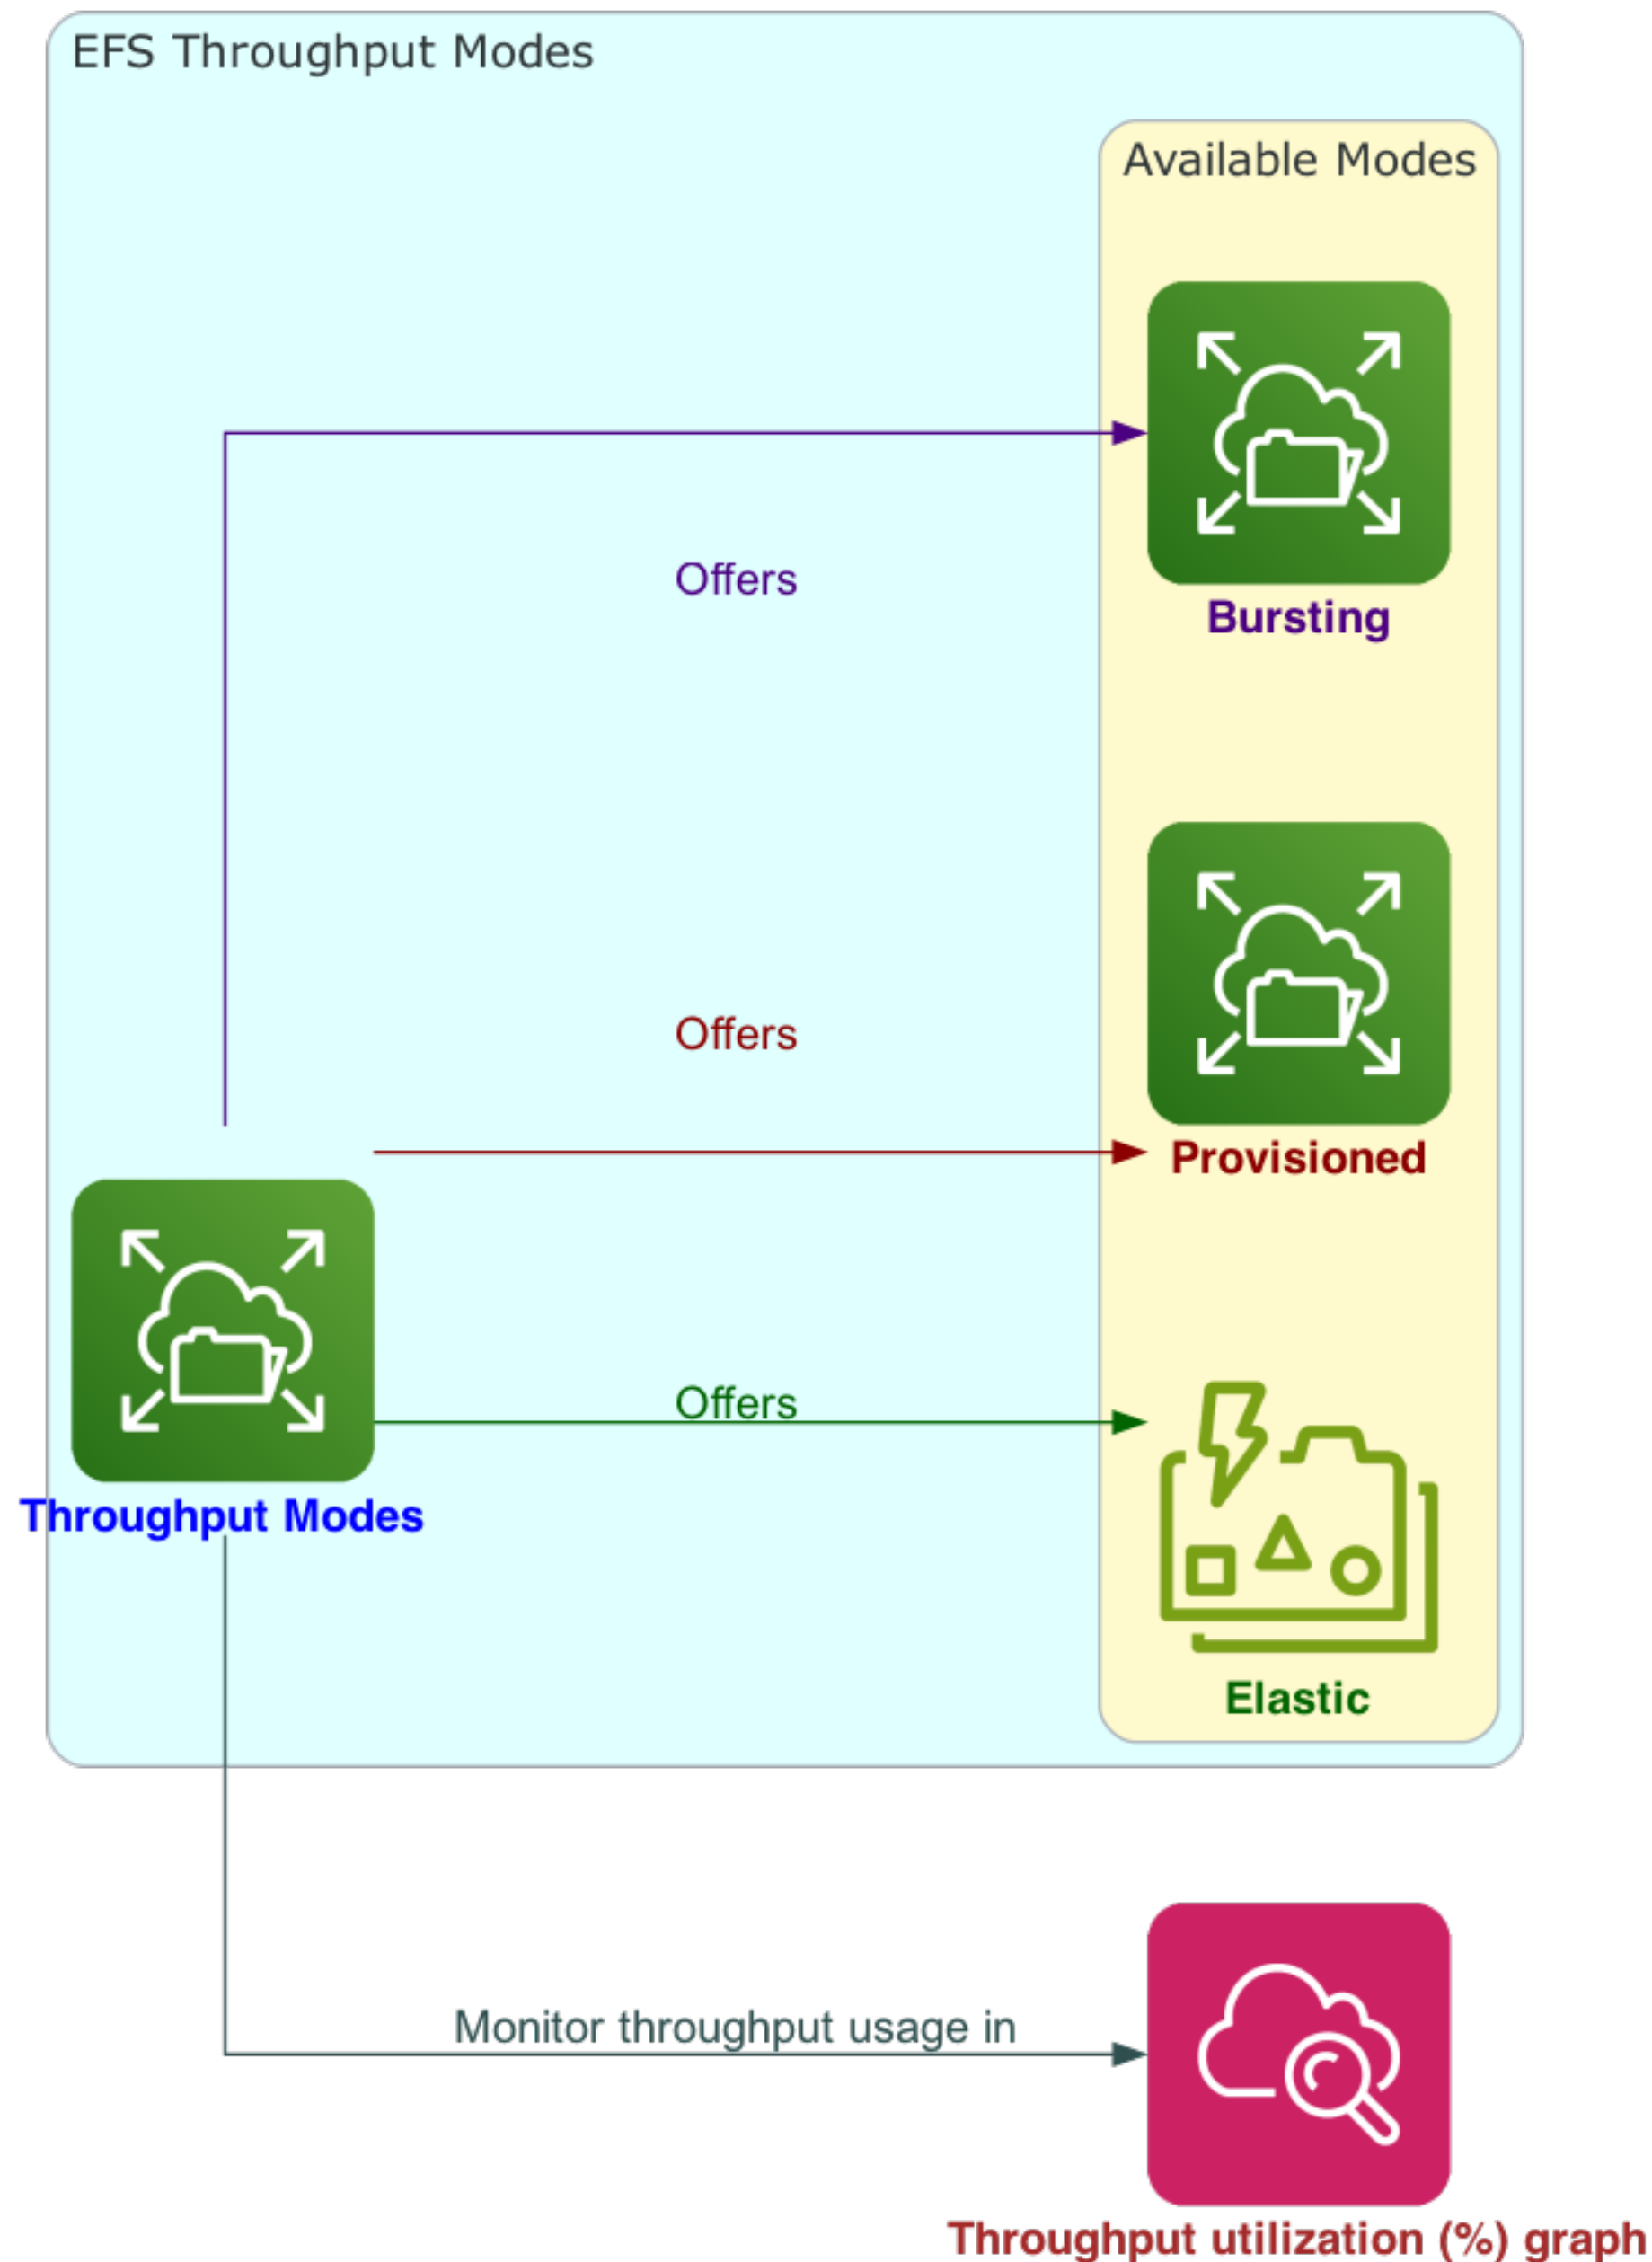 EFS Throughput Modes
Available Modes
Offers
Bursting
Offers
Provisioned
Offers
Throughput Modes
Elastic
Monitor throughput usage in
Throughput utilization (%) graph